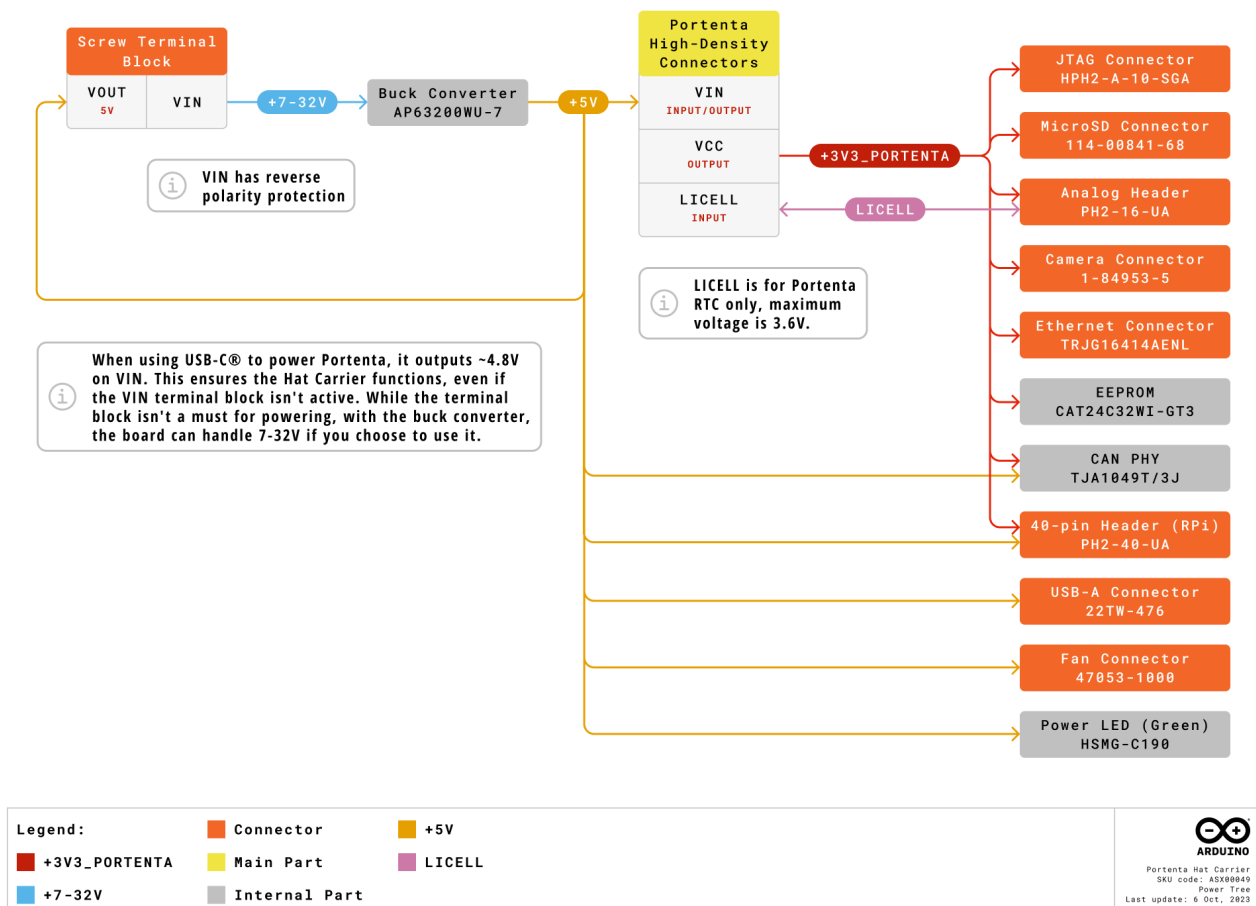 Screw Terminal
Block
VOUT
5V
VIN
+7-32V
Buck Converter
AP63200WU-7
+5V
Portenta
High-Density
Connectors
VIN
INPUT/OUTPUT
VCC
OUTPUT
LICELL
INPUT
+3V3_PORTENTA
LICELL
VIN has reverse
polarity protection
LICELL is for Portenta
RTC only, maximum
voltage is 3.6V.
When using USB-C® to power Portenta, it outputs ~4.8V
on VIN. This ensures the Hat Carrier functions, even if
the VIN terminal block isn't active. While the terminal
block isn't a must for powering, with the buck converter,
the board can handle 7-32V if you choose to use it.
JTAG Connector
HPH2-A-10-SGA
MicroSD Connector
114-00841-68
Analog Header
PH2-16-UA
Camera Connector
1-84953-5
Ethernet Connector
TRJG16414AENL
EEPROM
CAT24C32WI-GT3
CAN PHY
TJA1049T/3J
40-pin Header (RPi)
PH2-40-UA
USB-A Connector
22TW-476
Fan Connector
47053-1000
Power LED (Green)
HSMG-C190
Legend:
+3V3_PORTENTA
+7-32V
Connector
Main Part
Internal Part
+5V
LICELL
ARDUINO
Portenta Hat Carrier
SKU code: ASX00049
Power Tree
Last update: 6 Oct, 2023